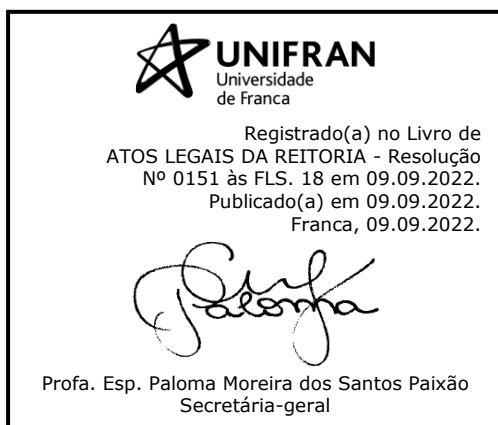 UNIFRAN
Universidade
de Franca
Registrado(a) no Livro de
ATOS LEGAIS DA REITORIA - Resolução
Nº 0151 às FLS. 18 em 09.09.2022.
Publicado(a) em 09.09.2022.
Franca, 09.09.2022.
Paloma
Profa. Esp. Paloma Moreira dos Santos Paixão
Secretária-geral